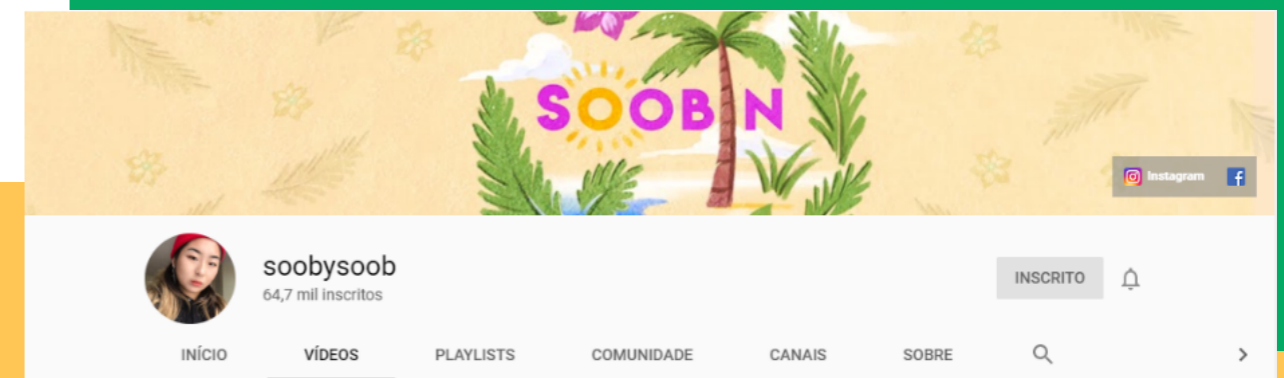 SOOBIN
Instagram
soobysoob
64,7 mil inscritos
INSCRITO
INÍCIO VÍDEOS PLAYLISTS COMUNIDADE CANAIS SOBRE